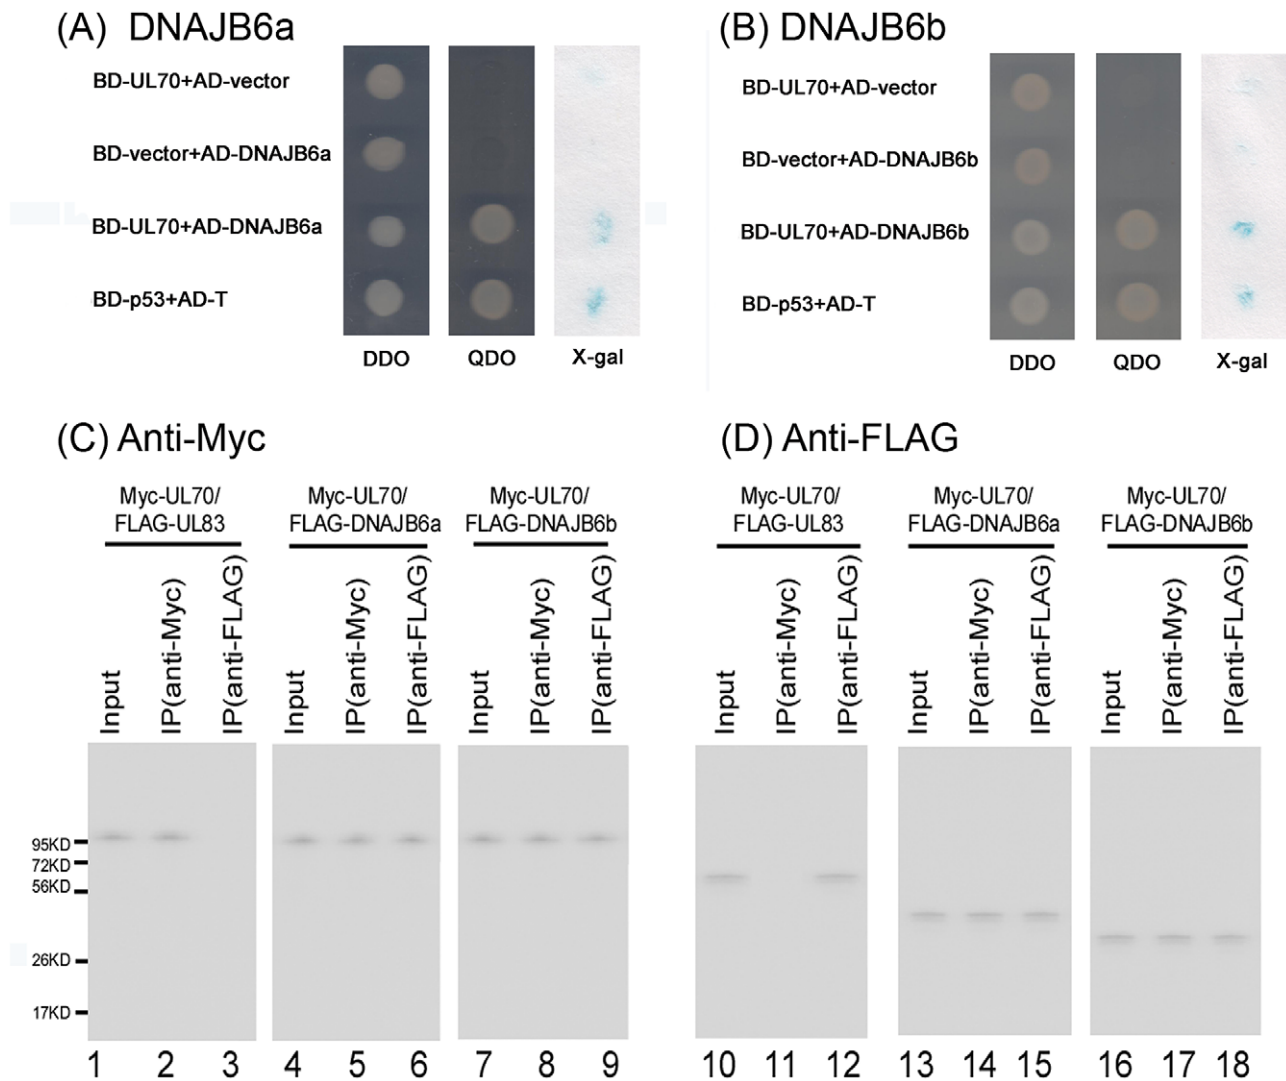 (A) DNAJB6a
BD-UL70+AD-vector
BD-vector+AD-DNAJB6a
BD-UL70+AD-DNAJB6a
BD-p53+AD-T
DDO
QDO
X-gal
(B) DNAJB6b
BD-UL70+AD-vector
BD-vector+AD-DNAJB6b
BD-UL70+AD-DNAJB6b
BD-p53+AD-T
DDO
QDO
X-gal
(C) Anti-Myc
Myc-UL70/
FLAG-UL83
Myc-UL70/
FLAG-DNAJB6a
Myc-UL70/
FLAG-DNAJB6b
Input
IP(anti-Myc)
IP(anti-FLAG)
Input
IP(anti-Myc)
IP(anti-FLAG)
Input
IP(anti-Myc)
IP(anti-FLAG)
95KD
72KD
56KD
26KD
17KD
1 2 3 4 5 6 7 8 9
(D) Anti-FLAG
Myc-UL70/
FLAG-UL83
Myc-UL70/
FLAG-DNAJB6a
Myc-UL70/
FLAG-DNAJB6b
Input
IP(anti-Myc)
IP(anti-FLAG)
Input
IP(anti-Myc)
IP(anti-FLAG)
Input
IP(anti-Myc)
IP(anti-FLAG)
10 11 12 13 14 15 16 17 18